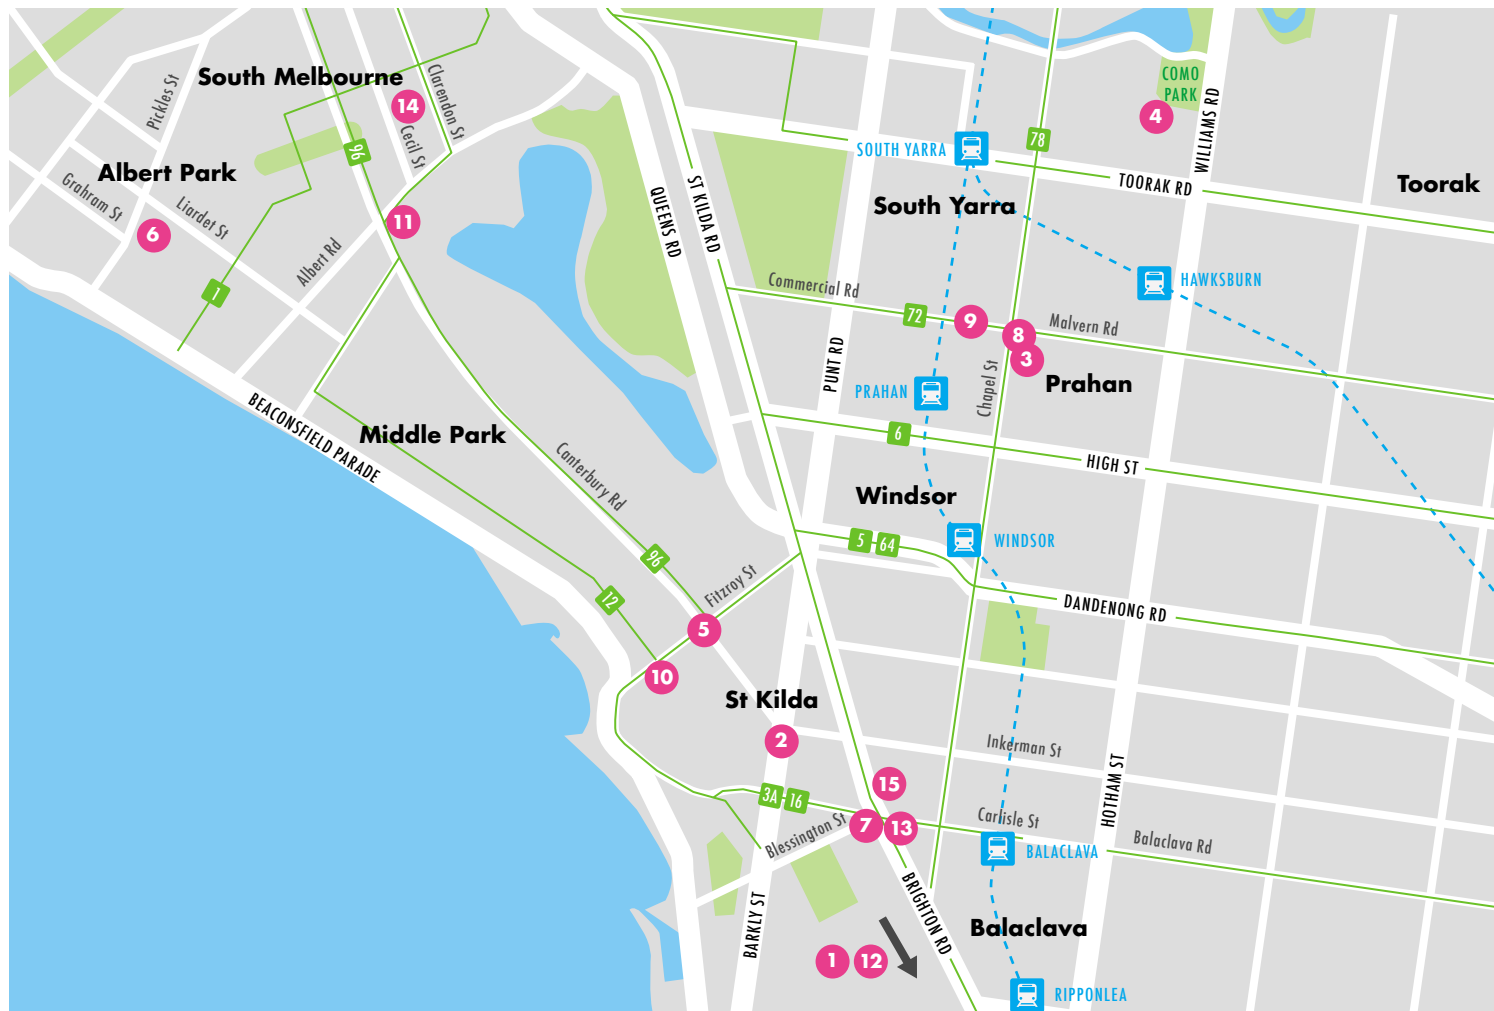 South Melbourne
Pickles St
Clarendon St
14
Cecil St
96
Albert Park
Grahram St
Liardet St
6
11
Albert Rd
1
QUEENS RD
ST KILDA RD
COMO
PARK
4
WILLIAMS RD
78
SOUTH YARRA
TOORAK RD
Toorak
South Yarra
HAWKSBURN
Commercial Rd
72
9
8
3
Malvern Rd
PUNT RD
PRAHAN
Chapel St
Prahan
BEACONSFIELD PARADE
Middle Park
Canterbury Rd
6
HIGH ST
Windsor
5
64
WINDSOR
96
12
Fitzroy St
5
10
DANDENONG RD
St Kilda
2
Inkerman St
HOTHAM ST
15
3A
16
7
13
Blessington St
Carlisle St
BALACLAVA
Balaclava Rd
BARKLY ST
BRIGHTON RD
Balaclava
1
12
RIPPONLEA